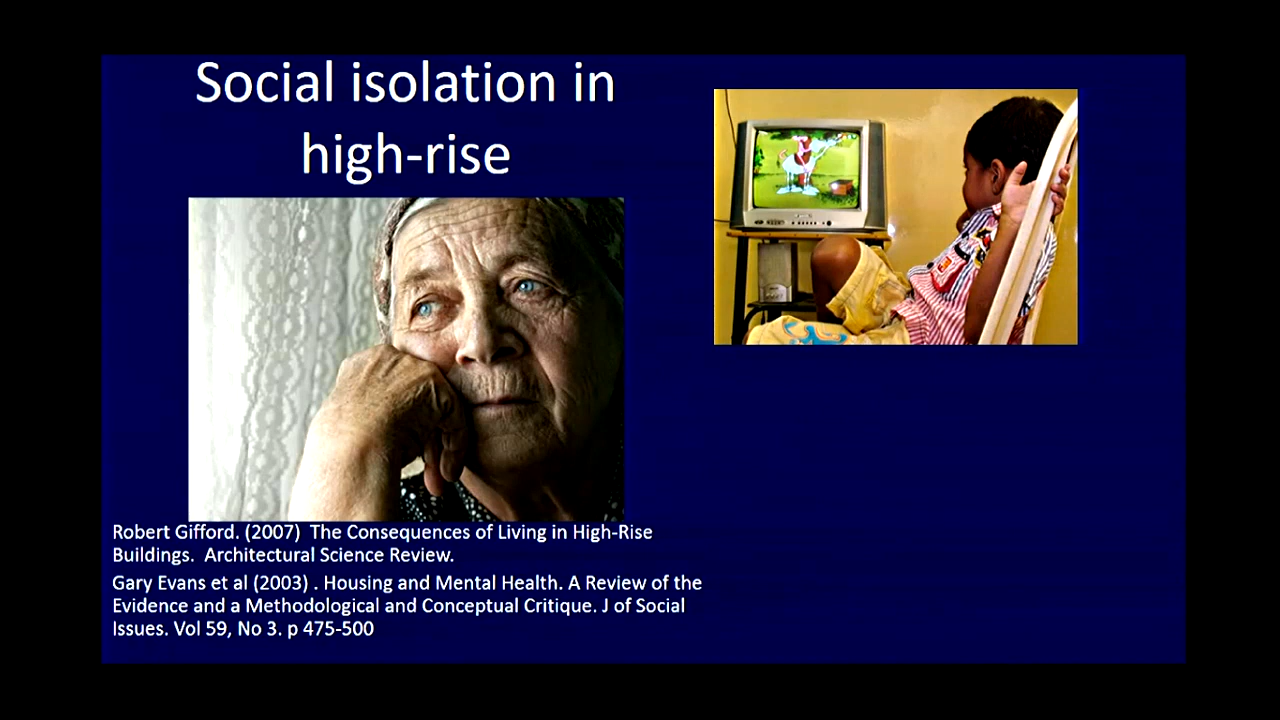 Social isolation in
high-rise
Robert Gifford. (2007)  The Consequences of Living in High-Rise
Buildings.  Architectural Science Review.
Gary Evans et al (2003) . Housing and Mental Health. A Review of the
Evidence and a Methodological and Conceptual Critique. J of Social
Issues. Vol 59, No 3. p 475-500